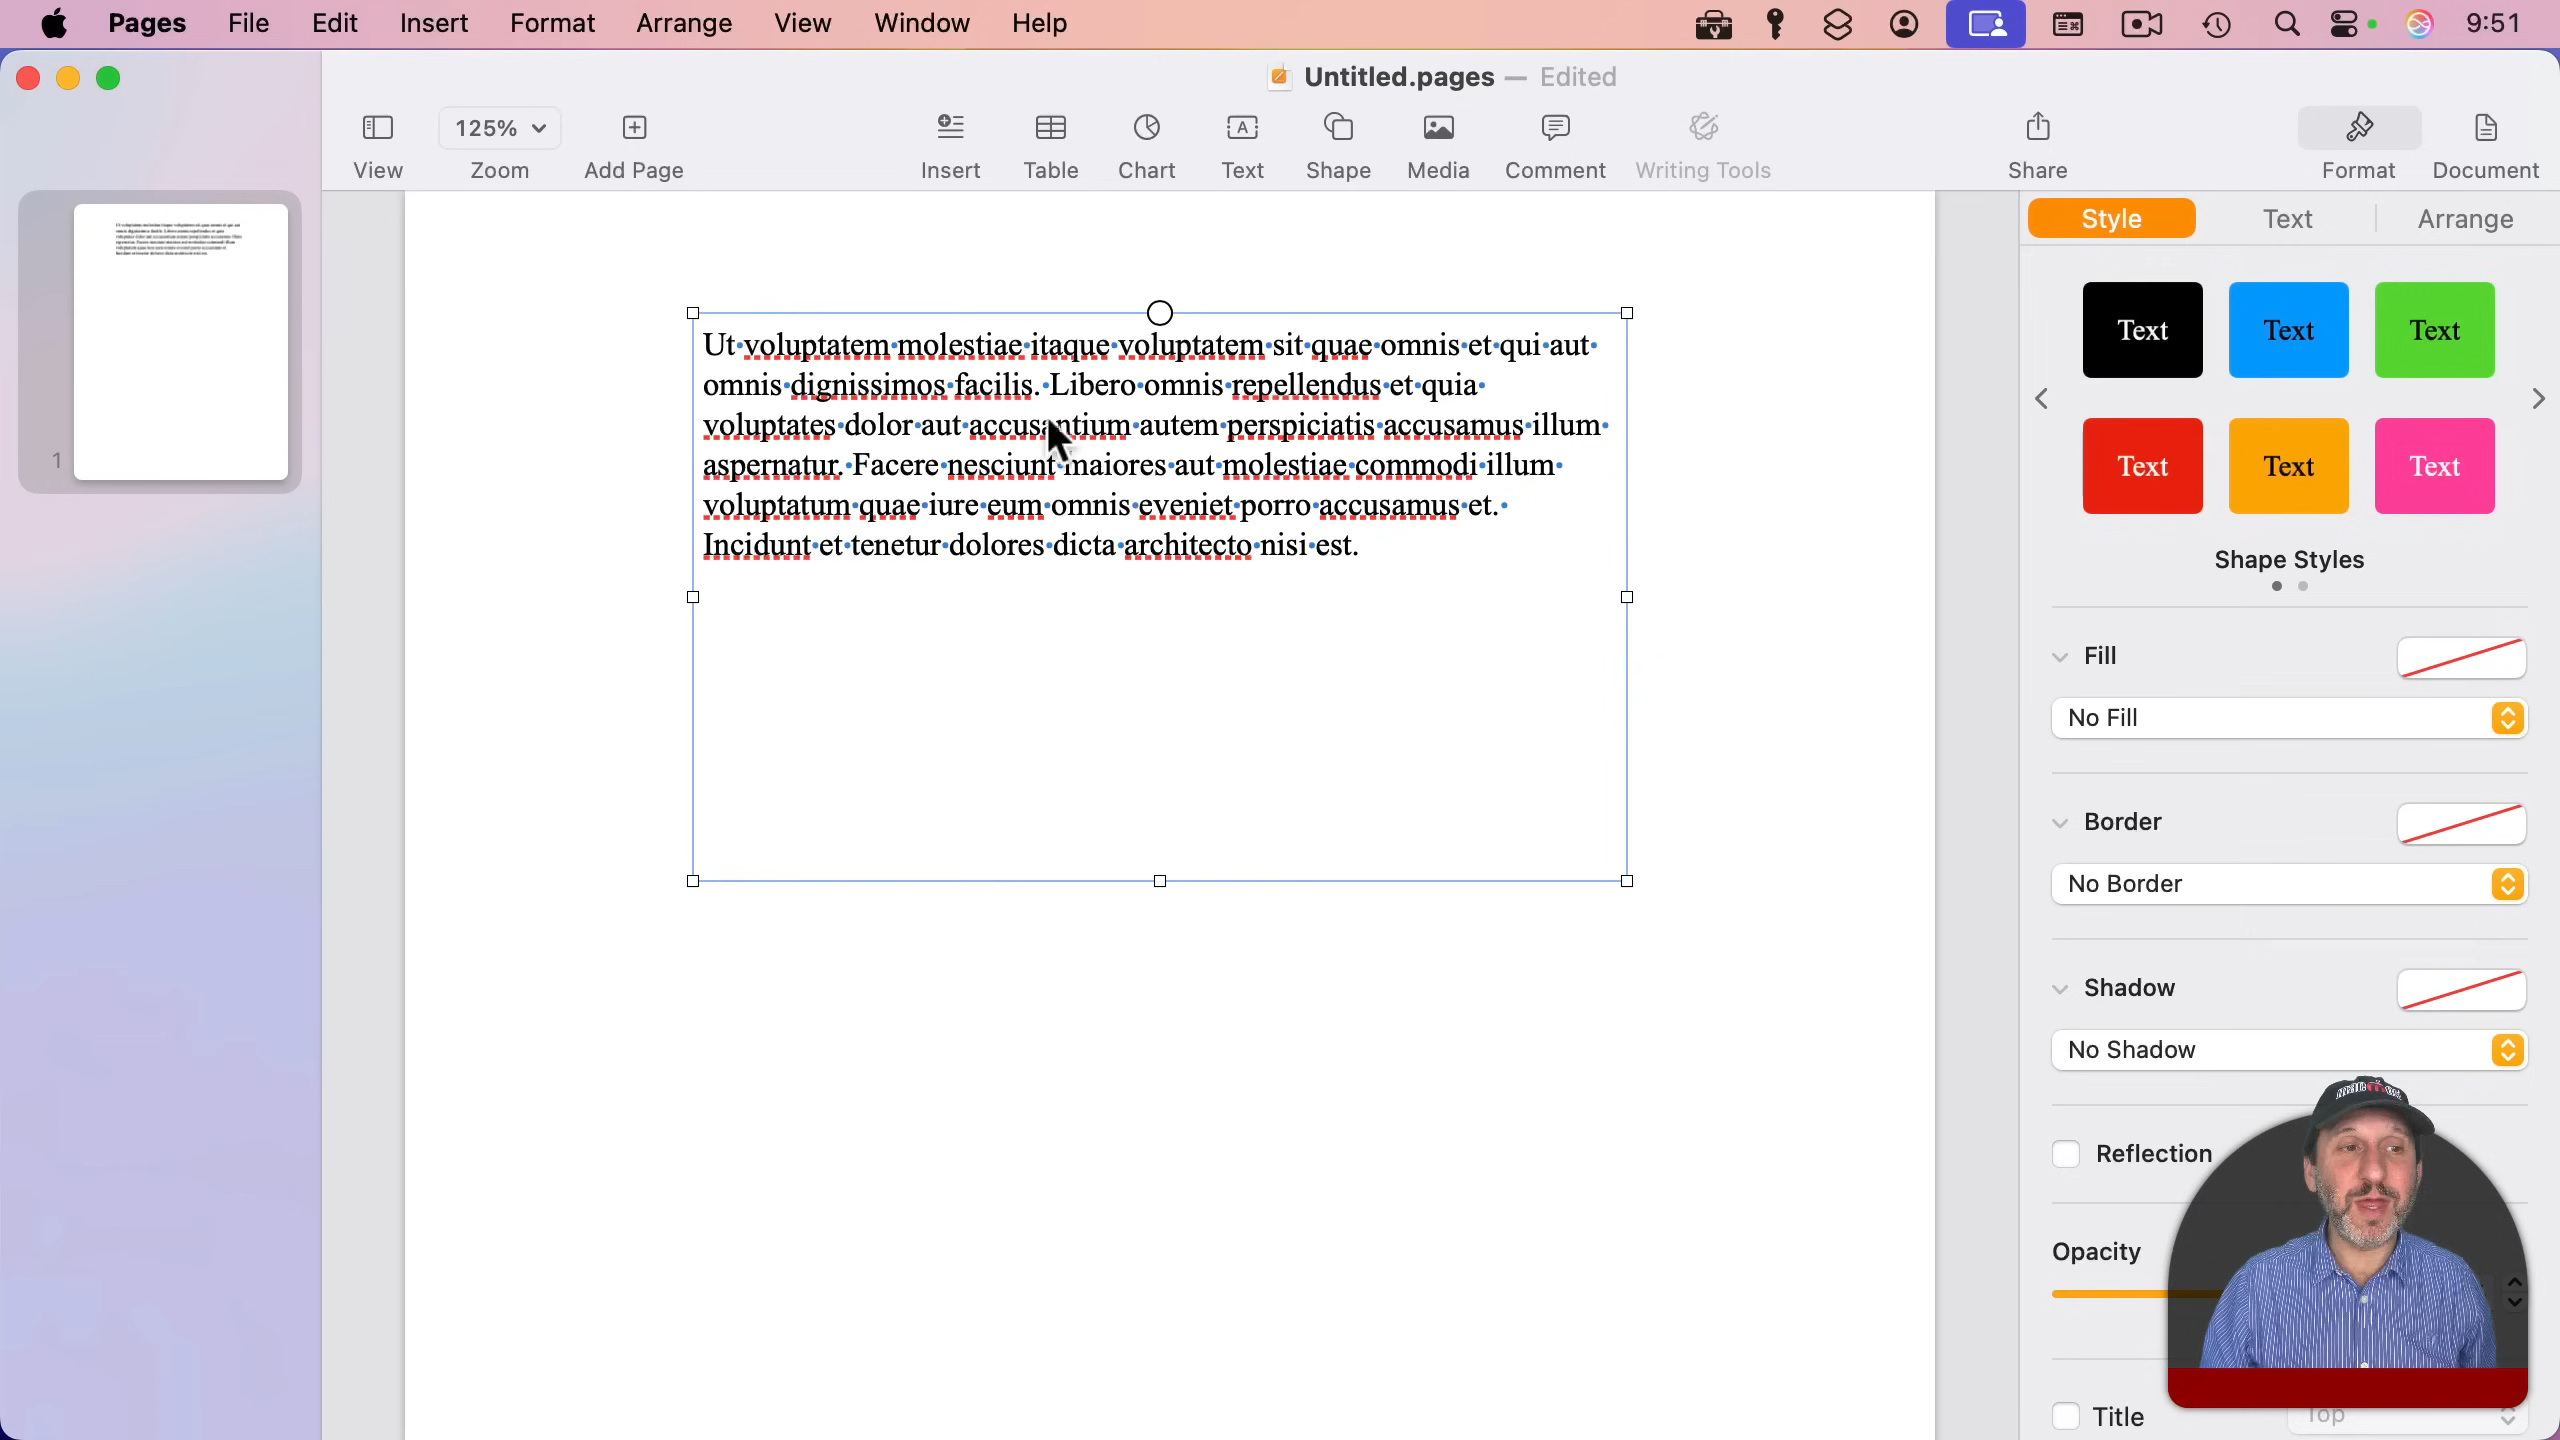 Pages File Edit Insert Format Arrange View Window Help 9:51
Untitled.pages — Edited
125%
View Zoom Add Page Insert Table Chart Text Shape Media Comment Writing Tools Share Format Document
Style Text Arrange
1
Ut voluptatem molestiae itaque voluptatem sit quae omnis et qui aut
omnis dignissimos facilis. Libero omnis repellendus et quia
voluptates dolor aut accusantium autem perspiciatis accusamus illum
aspernatur. Facere nesciunt maiores aut molestiae commodi illum
voluptatum quae iure eum omnis eveniet porro accusamus et.
Incidunt et tenetur dolores dicta architecto nisi est.
Text Text Text
Text Text Text
Shape Styles
Fill
No Fill
Border
No Border
Shadow
No Shadow
Reflection
Opacity
Title Top